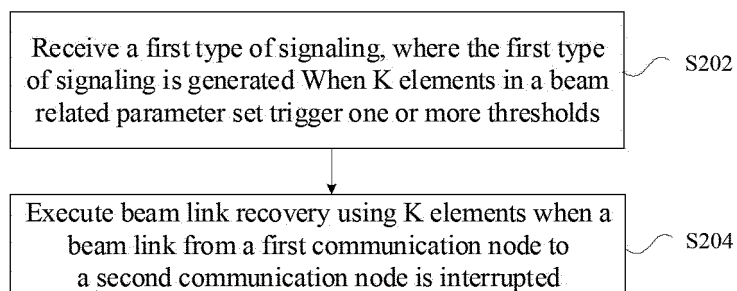 Receive a first type of signaling, where the first type
of signaling is generated When K elements in a beam
related parameter set trigger one or more thresholds
S202
Execute beam link recovery using K elements when a
beam link from a first communication node to
a second communication node is interrupted
S204